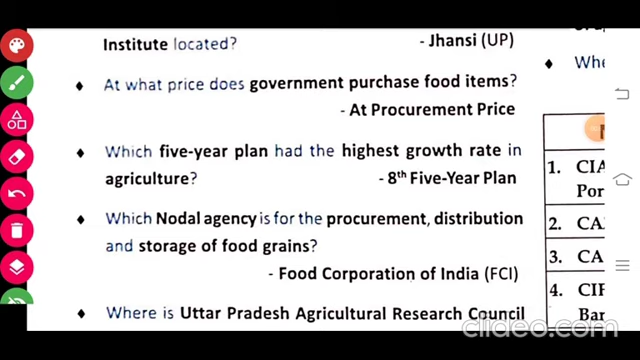 Institute located?
- Jhansi (UP)
♦ At what price does government purchase food items?
- At Procurement Price
♦ Which five-year plan had the highest growth rate in
agriculture?
- 8th Five-Year Plan
♦ Which Nodal agency is for the procurement, distribution
and storage of food grains?
- Food Corporation of India (FCI)
♦ Where is Uttar Pradesh Agricultural Research Council
♦ Whe
1. CIA
Por
2. CA
3. CA
4. CIF
Bar
clideo.com